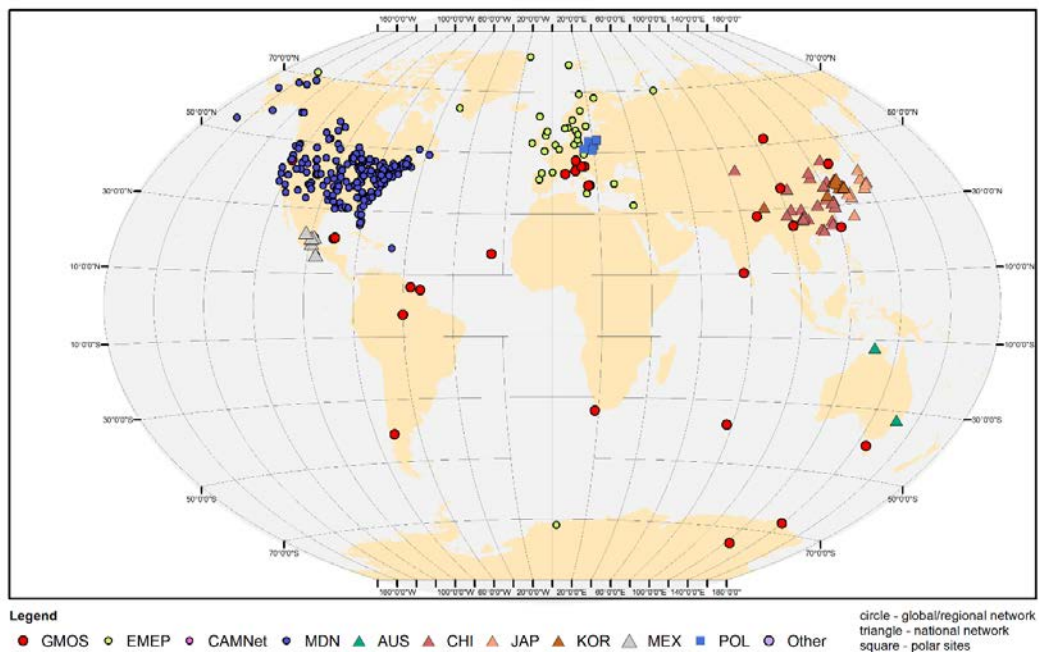 160°0'0"W 100°0'0"W 60°0'0"W 20°0'0"W 20°0'0"E 60°0'0"E 100°0'0"E 140°0'0"E 180°0'0"E
70°0'0"N 70°0'0"N
50°0'0"N 50°0'0"N
30°0'0"N 30°0'0"N
10°0'0"N 10°0'0"N
10°0'0"S 10°0'0"S
30°0'0"S 30°0'0"S
50°0'0"S 50°0'0"S
70°0'0"S 70°0'0"S
160°0'0"W 100°0'0"W 60°0'0"W 20°0'0"W 20°0'0"E 60°0'0"E 100°0'0"E 140°0'0"E 180°0'0"E
Legend
GMOS EMEP CAMNet MDN AUS CHI JAP KOR MEX POL Other
circle - global/regional network
triangle - national network
square - polar sites